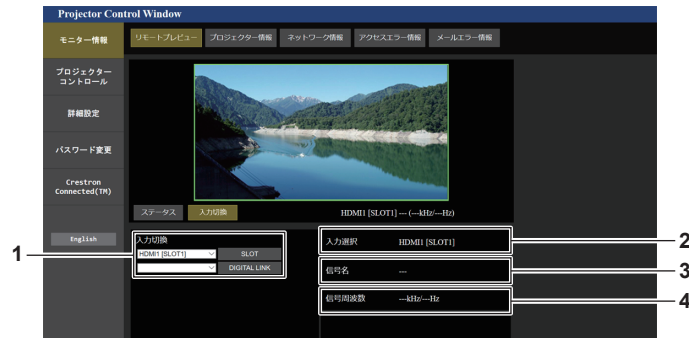 Projector Control Window
モニター情報
リモートプレビュー プロジェクター情報 ネットワーク情報 アクセスエラー情報 メールエラー情報
プロジェクター
コントロール
詳細設定
パスワード変更
Crestron
Connected(TM)
English
ステータス 入力切換 HDMI1 [SLOT1] --- (---kHz/---Hz)
1
入力切換
HDMI1 [SLOT1] SLOT
DIGITAL LINK
入力選択 HDMI1 [SLOT1] 2
信号名 --- 3
信号周波数 ---kHz/---Hz 4